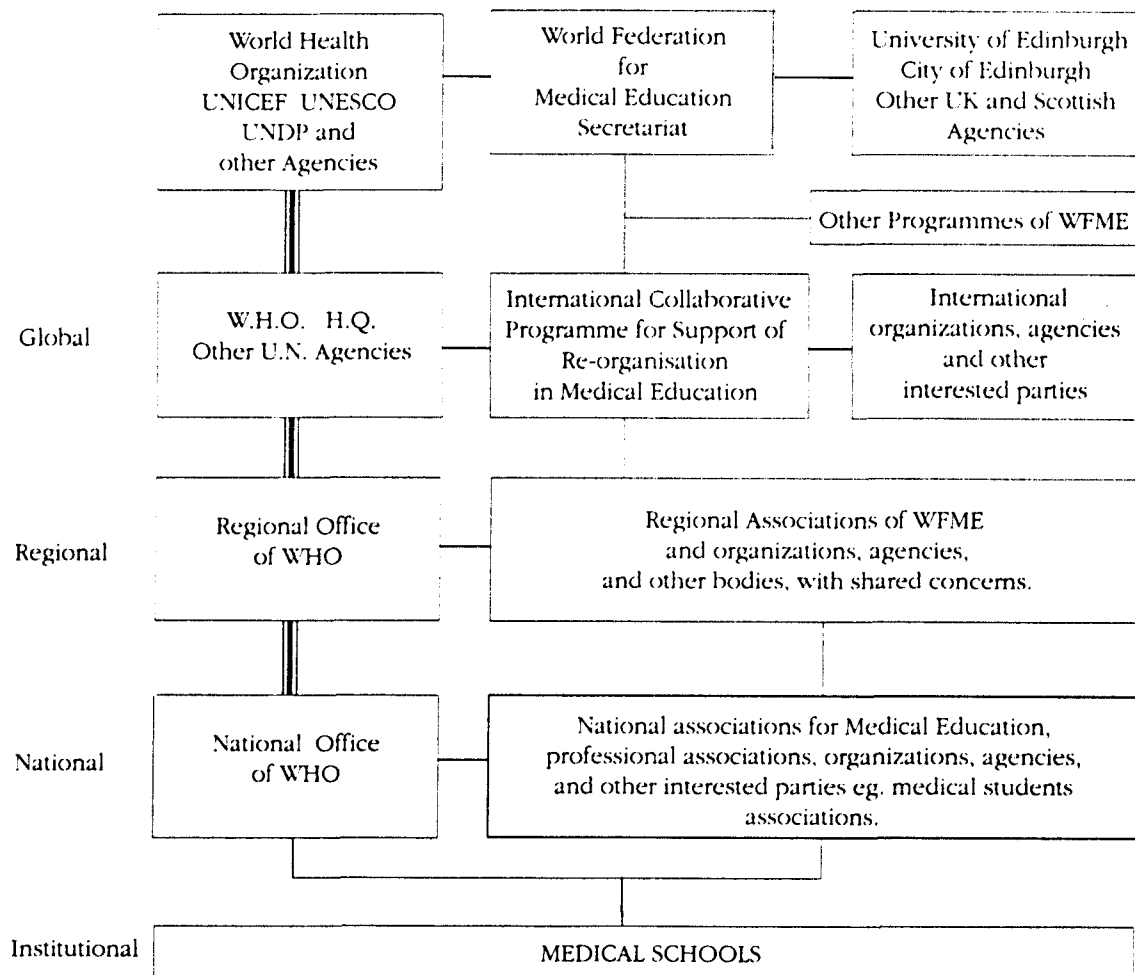 World Health
Organization
UNICEF UNESCO
UNDP and
other Agencies
World Federation
for
Medical Education
Secretariat
University of Edinburgh
City of Edinburgh
Other UK and Scottish
Agencies
Other Programmes of WFME
Global
W.H.O. H.Q.
Other U.N. Agencies
International Collaborative
Programme for Support of
Re-organisation
in Medical Education
International
organizations, agencies
and other
interested parties
Regional
Regional Office
of WHO
Regional Associations of WFME
and organizations, agencies,
and other bodies, with shared concerns.
National
National Office
of WHO
National associations for Medical Education,
professional associations, organizations, agencies,
and other interested parties eg. medical students
associations.
Institutional
MEDICAL SCHOOLS